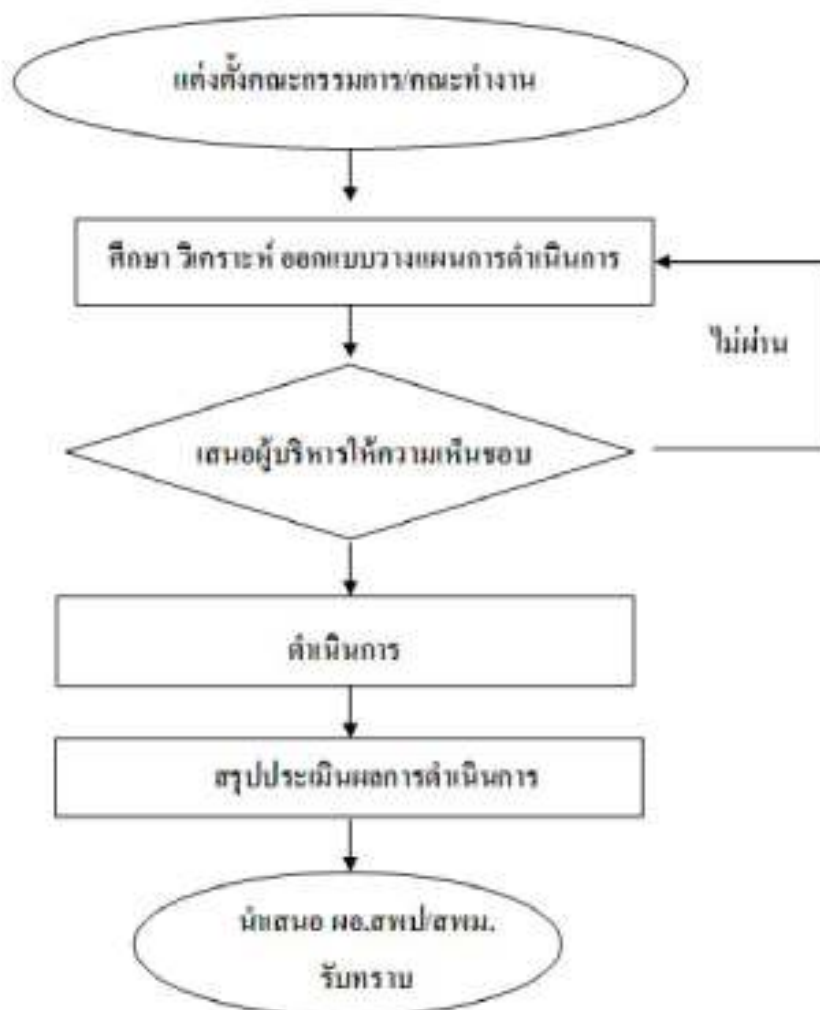 แต่งตั้งคณะกรรมการ/คณะทำงาน
ศึกษา วิเคราะห์ ออกแบบวางแผนการดำเนินการ
ไม่ผ่าน
เสนอผู้บริหารให้ความเห็นชอบ
ดำเนินการ
สรุปประเมินผลการดำเนินการ
นำเสนอ ผอ.สพป/สพม.
รับทราบ